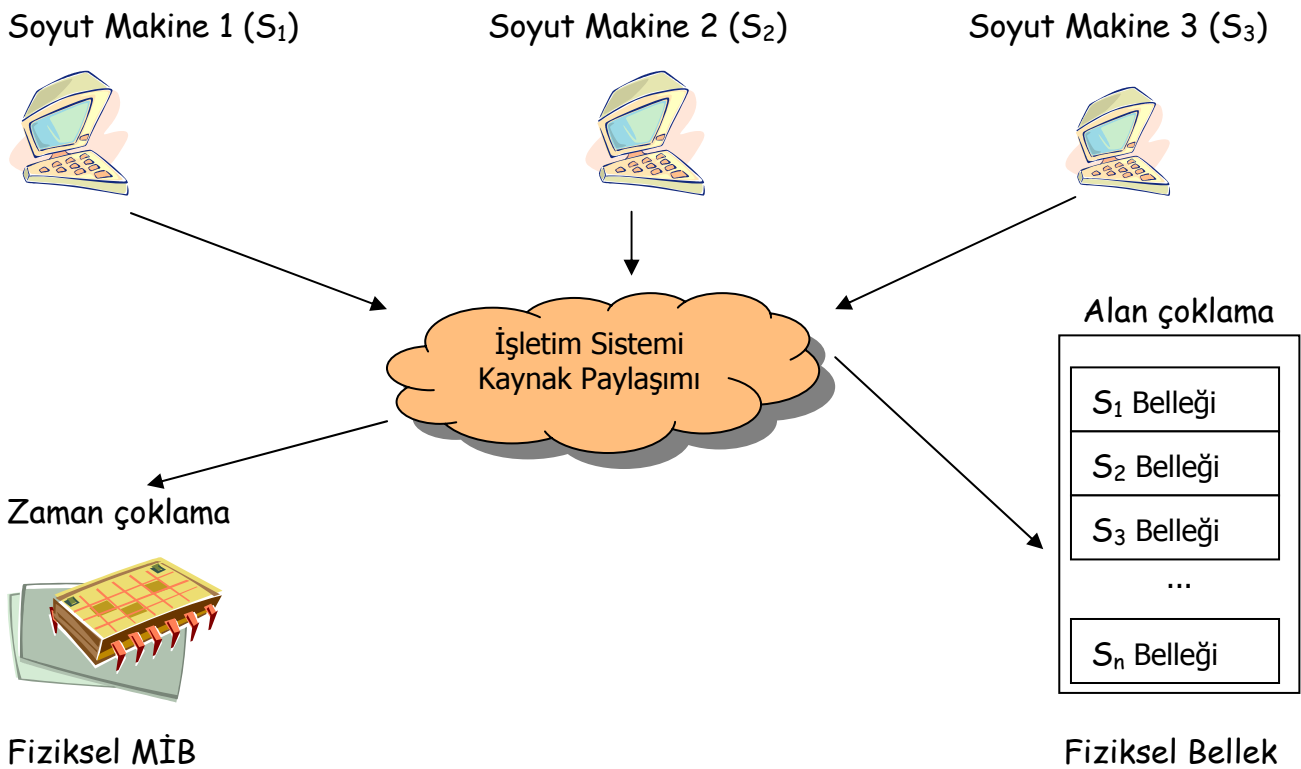 Soyut Makine 1 (S₁)
Soyut Makine 2 (S₂)
Soyut Makine 3 (S₃)
İşletim Sistemi
Kaynak Paylaşımı
Alan çoklama
S₁ Belleği
S₂ Belleği
S₃ Belleği
...
Sₙ Belleği
Zaman çoklama
Fiziksel MİB
Fiziksel Bellek